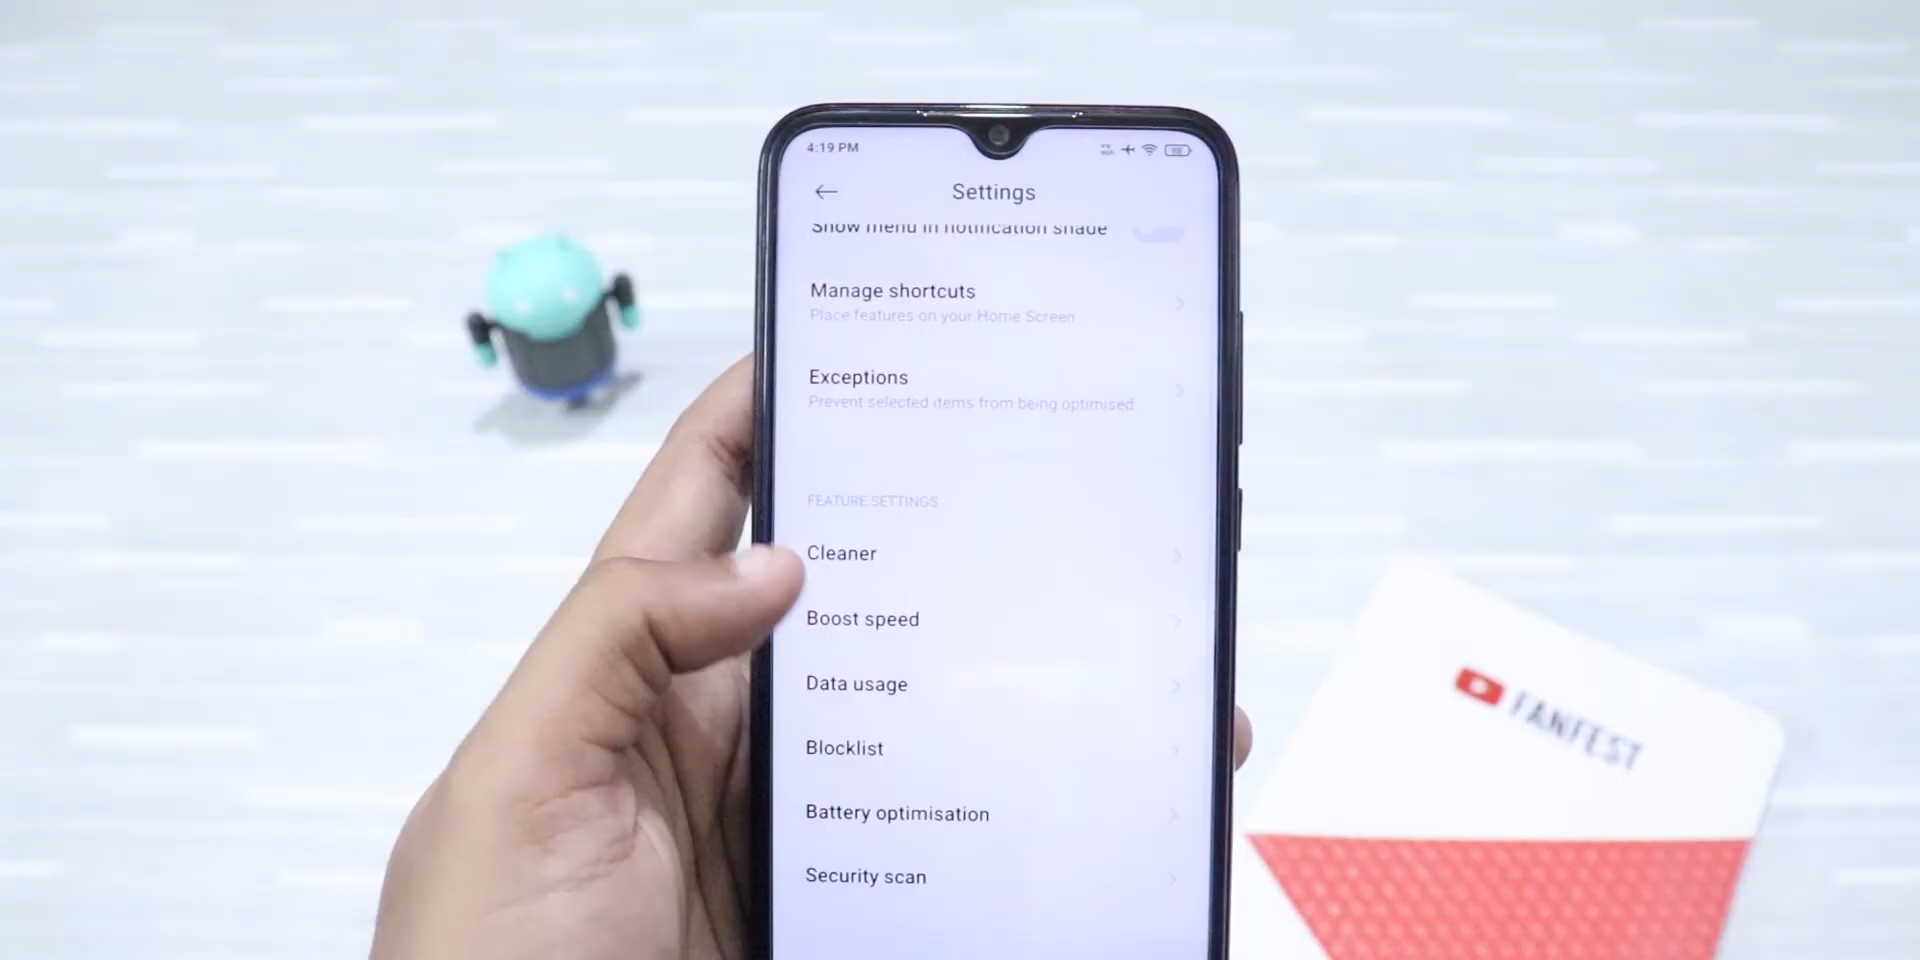 4:19 PM
Settings
Show menu in notification shade
Manage shortcuts
Place features on your Home Screen
Exceptions
Prevent selected items from being optimised
FEATURE SETTINGS
Cleaner
Boost speed
Data usage
Blocklist
Battery optimisation
Security scan
FANFEST